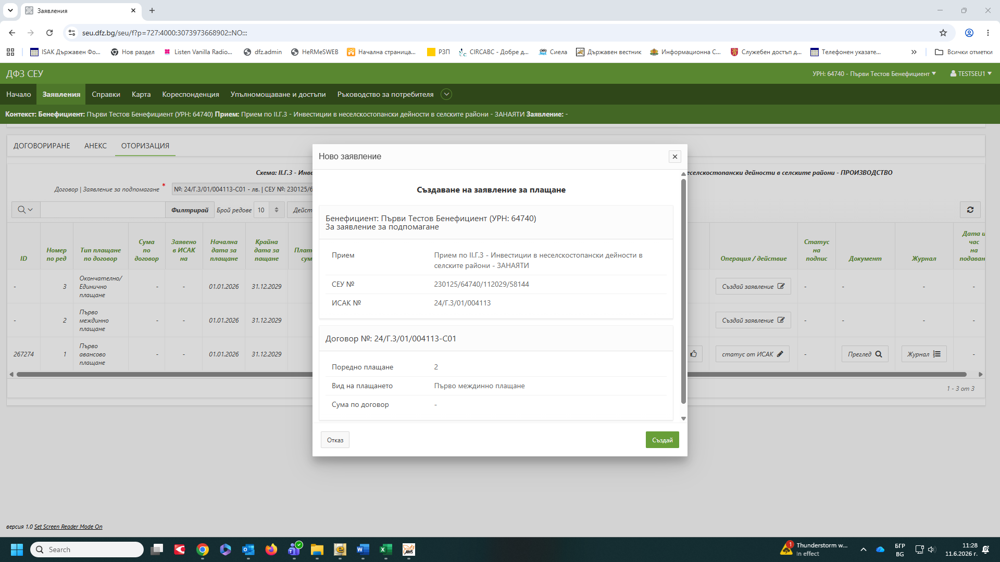 Заявления
seu.dfz.bg/seu/f?p=727:4000:3073973668902::NO:::
ISAK Държавен Фо...
Нов раздел
Listen Vanilla Radio...
dfz.admin
HeRMeSWEB
Начална страница...
РЗП
CIRCABC - Добре д...
Сиела
Държавен вестник
Информационна С...
Служебен достъп д...
Телефонен указате...
Всички отметки
ДФЗ СЕУ
УРН: 64740 - Първи Тестов Бенефициент
TESTSEU1
Начало
Заявления
Справки
Карта
Кореспонденция
Упълномощаване и достъпи
Ръководство за потребителя
Контекст: Бенефициент: Първи Тестов Бенефициент (УРН: 64740) Прием: Прием по II.Г.3 - Инвестиции в неселскостопански дейности в селските райони - ЗАНАЯТИ Заявление: -
ДОГОВОРИРАНЕ
АНЕКС
ОТОРИЗАЦИЯ
Схема: II.Г.3 - Инве
еселскостопански дейности в селските райони - ПРОИЗВОДСТВО
Договор | Заявление за подпомагане *
№: 24/Г.3/01/004113-C01 - лв. | СЕУ №: 230125/6
Филтрирай
Брой редове
10
Дейст
ID
Номер по ред
Тип плащане по договор
Сума по договор
Заявено в ИСАК на
Начална дата за плащане
Крайна дата за пащане
Плат
сум
Операция / действие
Статус на подпис
Документ
Журнал
Дата и час на подаван
-
3
Окончателно/ Единично плащане
-
-
01.01.2026
31.12.2029
Създай заявление
-
-
-
-
-
2
Първо междинно плащане
-
-
01.01.2026
31.12.2029
Създай заявление
-
-
-
-
267274
1
Първо авансово плащане
-
-
01.01.2026
31.12.2029
статус от ИСАК
-
Преглед
Журнал
-
1 - 3 от 3
Ново заявление
Създаване на заявление за плащане
Бенефициент: Първи Тестов Бенефициент (УРН: 64740)
За заявление за подпомагане
Прием
Прием по II.Г.3 - Инвестиции в неселскостопански дейности в
селските райони - ЗАНАЯТИ
СЕУ №
230125/64740/112029/58144
ИСАК №
24/Г.3/01/004113
Договор №: 24/Г.3/01/004113-C01
Поредно плащане
2
Вид на плащането
Първо междинно плащане
Сума по договор
-
Отказ
Създай
версия 1.0 Set Screen Reader Mode On
Search
1
Thunderstorm w...
In effect
БГР
BG
11:28
11.6.2026 г.